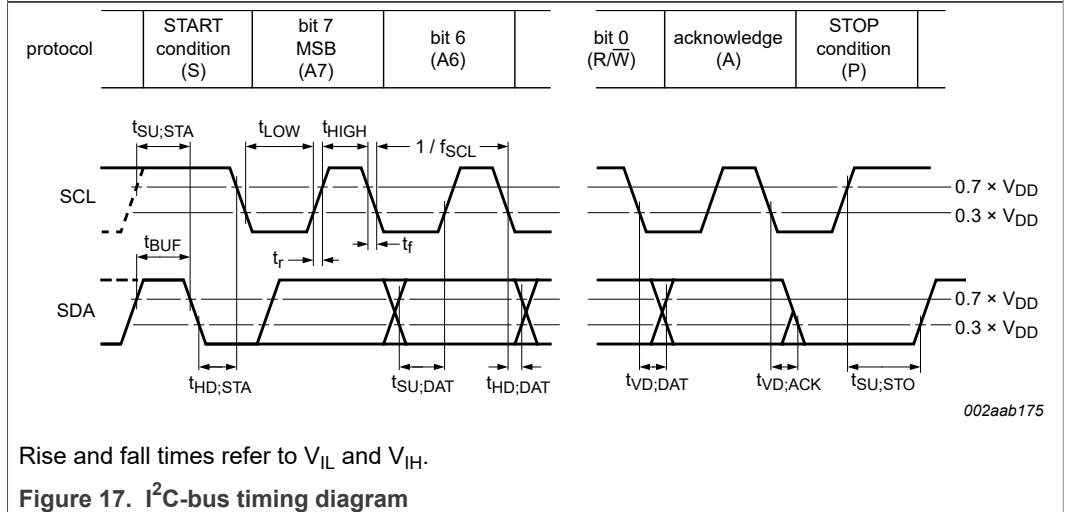 protocol
START condition (S)
bit 7 MSB (A7)
bit 6 (A6)
bit 0 (R/W̅)
acknowledge (A)
STOP condition (P)
tSU;STA
tLOW
tHIGH
1 / fSCL
SCL
0.7 × VDD
0.3 × VDD
tBUF
tr
tf
SDA
0.7 × VDD
0.3 × VDD
tHD;STA
tSU;DAT
tHD;DAT
tVD;DAT
tVD;ACK
tSU;STO
002aab175
Rise and fall times refer to VIL and VIH.
Figure 17. I²C-bus timing diagram